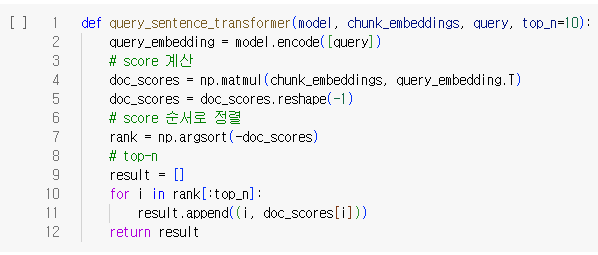 [ ] 1 def query_sentence_transformer(model, chunk_embeddings, query, top_n=10):
2     query_embedding = model.encode([query])
3     # score 계산
4     doc_scores = np.matmul(chunk_embeddings, query_embedding.T)
5     doc_scores = doc_scores.reshape(-1)
6     # score 순서로 정렬
7     rank = np.argsort(-doc_scores)
8     # top-n
9     result = []
10     for i in rank[:top_n]:
11         result.append((i, doc_scores[i]))
12     return result